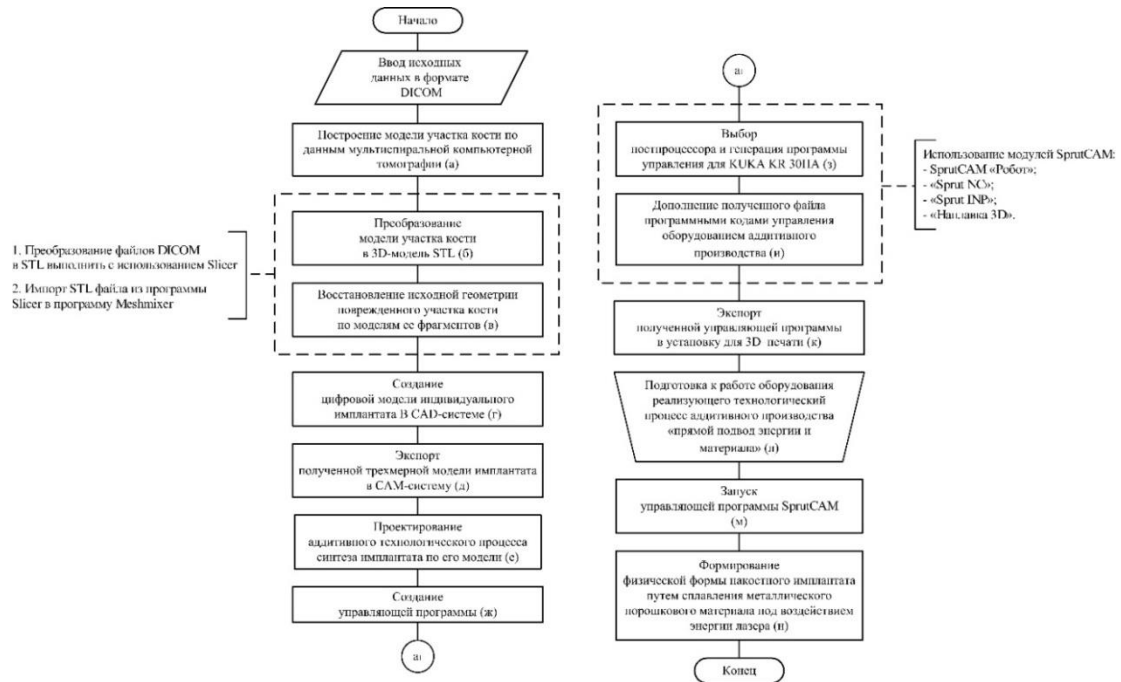 Начало
Ввод исходных
данных в формате
DICOM
Построение модели участка кости по
данным мультиспиральной компьютерной
томографии (а)
Преобразование
модели участка кости
в 3D-модель STL (б)
Восстановление исходной геометрии
поврежденного участка кости
по моделям ее фрагментов (в)
1. Преобразование файлов DICOM
в STL выполнить с использованием Slicer
2. Импорт STL файла из программы
Slicer в программу Meshmixer
Создание
цифровой модели индивидуального
имплантата В CAD-системе (г)
Экспорт
полученной трехмерной модели имплантата
в CAM-систему (д)
Проектирование
аддитивного технологического процесса
синтеза имплантата по его модели (е)
Создание
управляющей программы (ж)
а₁
а₁
Выбор
постпроцессора и генерация программы
управления для KUKA KR 30HA (з)
Дополнение полученного файла
программными кодами управления
оборудованием аддитивного
производства (и)
Использование модулей SprutCAM:
- SprutCAM «Робот»;
- «Sprut NC»;
- «Sprut INP»;
- «Наплавка 3D».
Экспорт
полученной управляющей программы
в установку для 3D печати (к)
Подготовка к работе оборудования
реализующего технологический
процесс аддитивного производства
«прямой подвод энергии и
материала» (л)
Запуск
управляющей программы SprutCAM
(м)
Формирование
физической формы накостного имплантата
путем сплавления металлического
порошкового материала под воздействием
энергии лазера (н)
Конец